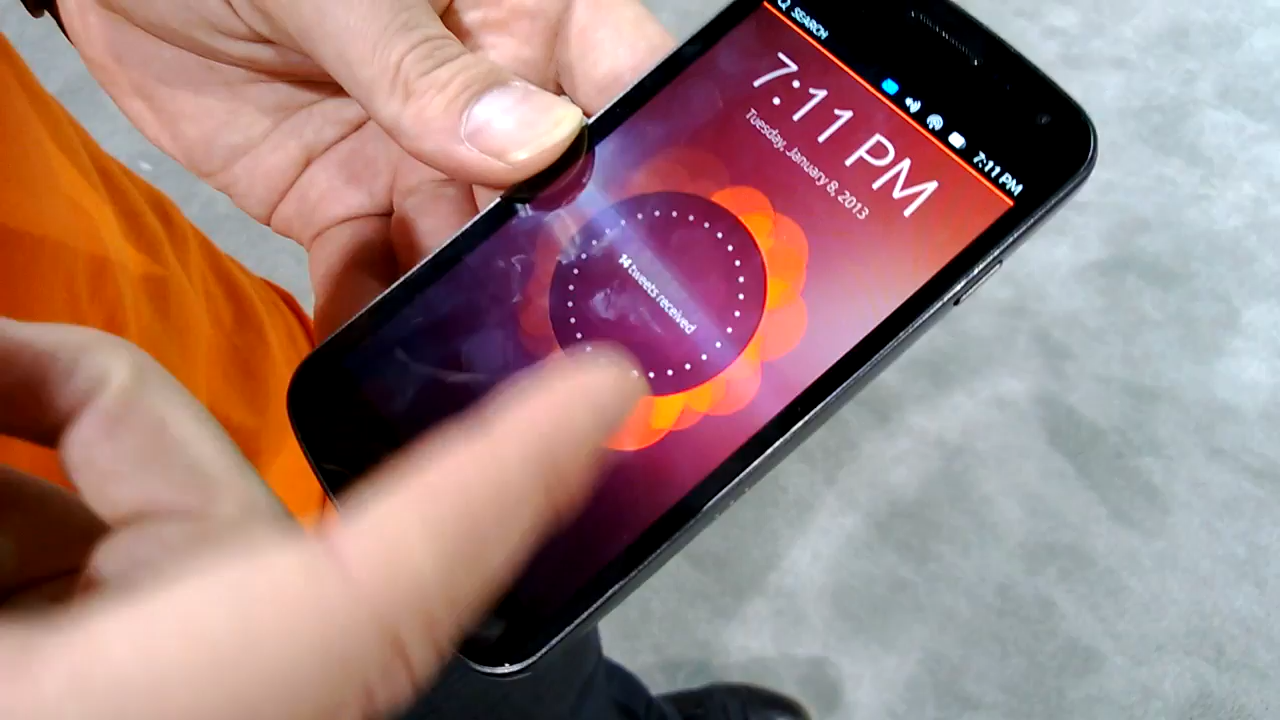 SEARCH
7:11 PM
7:11 PM
Tuesday, January 8, 2013
14 tweets received